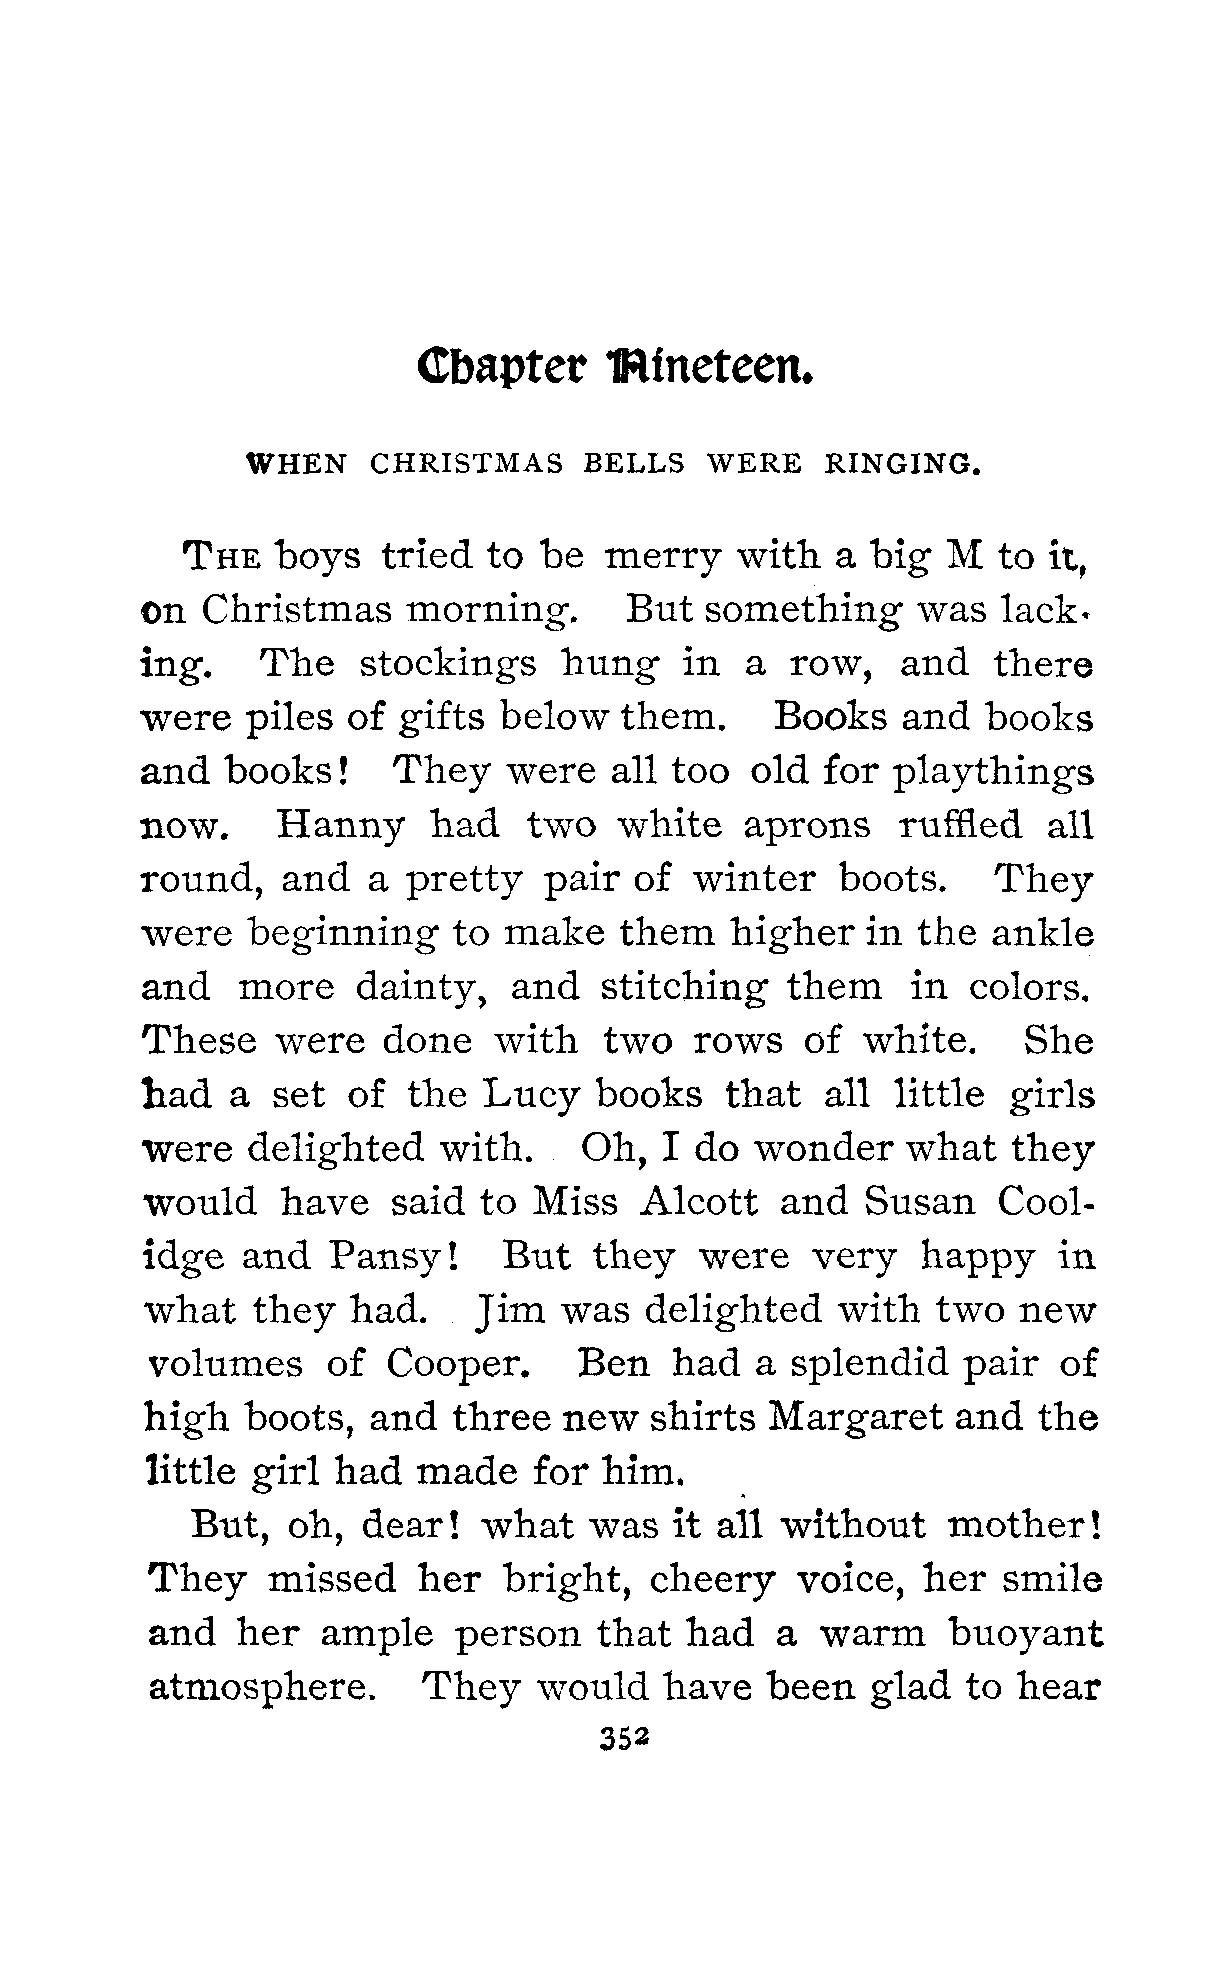 Chapter Nineteen.
WHEN CHRISTMAS BELLS WERE RINGING.
THE boys tried to be merry with a big M to it,
on Christmas morning. But something was lack-
ing. The stockings hung in a row, and there
were piles of gifts below them. Books and books
and books! They were all too old for playthings
now. Hanny had two white aprons ruffled all
round, and a pretty pair of winter boots. They
were beginning to make them higher in the ankle
and more dainty, and stitching them in colors.
These were done with two rows of white. She
had a set of the Lucy books that all little girls
were delighted with. Oh, I do wonder what they
would have said to Miss Alcott and Susan Cool-
idge and Pansy! But they were very happy in
what they had. Jim was delighted with two new
volumes of Cooper. Ben had a splendid pair of
high boots, and three new shirts Margaret and the
little girl had made for him.
But, oh, dear! what was it all without mother!
They missed her bright, cheery voice, her smile
and her ample person that had a warm buoyant
atmosphere. They would have been glad to hear
352